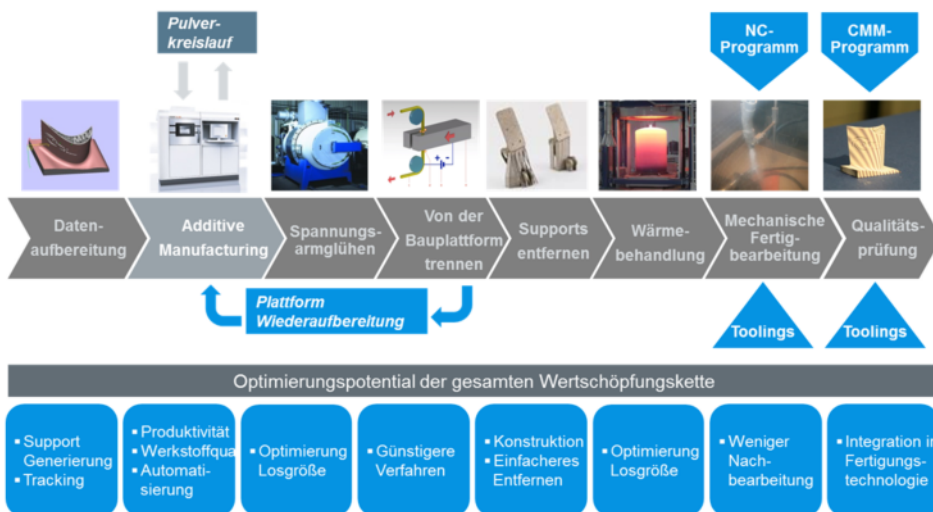 Pulver-
kreislauf
NC-
Programm
CMM-
Programm
Daten-
aufbereitung
Additive
Manufacturing
Spannungs-
armglühen
Von der
Bauplattform
trennen
Supports
entfernen
Wärme-
behandlung
Mechanische
Fertig-
bearbeitung
Qualitäts-
prüfung
Plattform
Wiederaufbereitung
Toolings
Toolings
Optimierungspotential der gesamten Wertschöpfungskette
▪ Support
Generierung
▪ Tracking
▪ Produktivität
▪ Werkstoffqua
▪ Automati-
sierung
▪ Optimierung
Losgröße
▪ Günstigere
Verfahren
▪ Konstruktion
▪ Einfacheres
Entfernen
▪ Optimierung
Losgröße
▪ Weniger
Nach-
bearbeitung
▪ Integration in
Fertigungs-
technologie